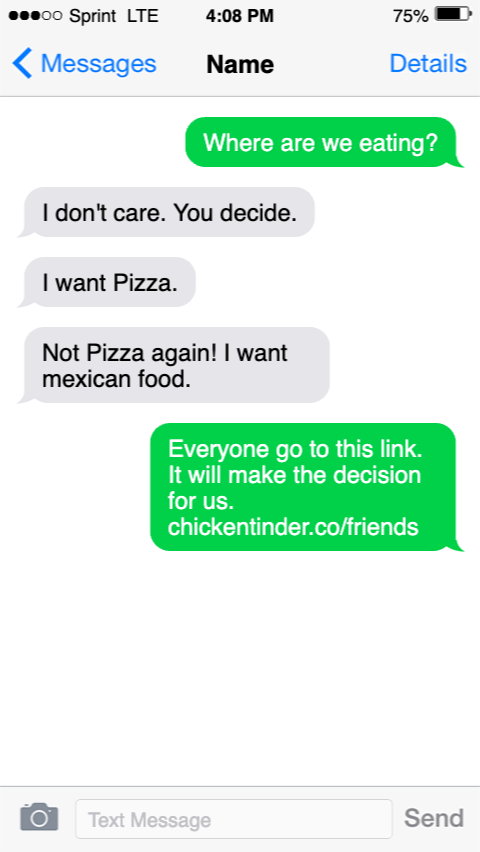 Sprint LTE 4:08 PM 75%
Messages Name Details
Where are we eating?
I don't care. You decide.
I want Pizza.
Not Pizza again! I want
mexican food.
Everyone go to this link.
It will make the decision
for us.
chickentinder.co/friends
Text Message Send